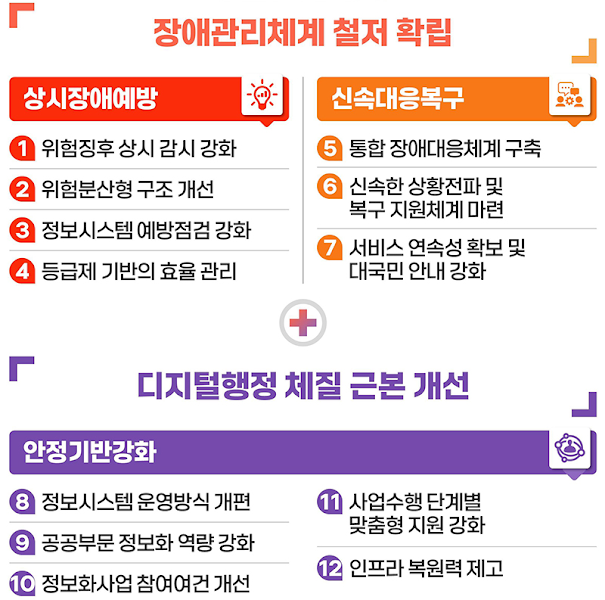 장애관리체계 철저 확립
상시장애예방
1 위험징후 상시 감시 강화
2 위험분산형 구조 개선
3 정보시스템 예방점검 강화
4 등급제 기반의 효율 관리
신속대응복구
5 통합 장애대응체계 구축
6 신속한 상황전파 및
복구 지원체계 마련
7 서비스 연속성 확보 및
대국민 안내 강화
디지털행정 체질 근본 개선
안정기반강화
8 정보시스템 운영방식 개편
9 공공부문 정보화 역량 강화
10 정보화사업 참여여건 개선
11 사업수행 단계별
맞춤형 지원 강화
12 인프라 복원력 제고